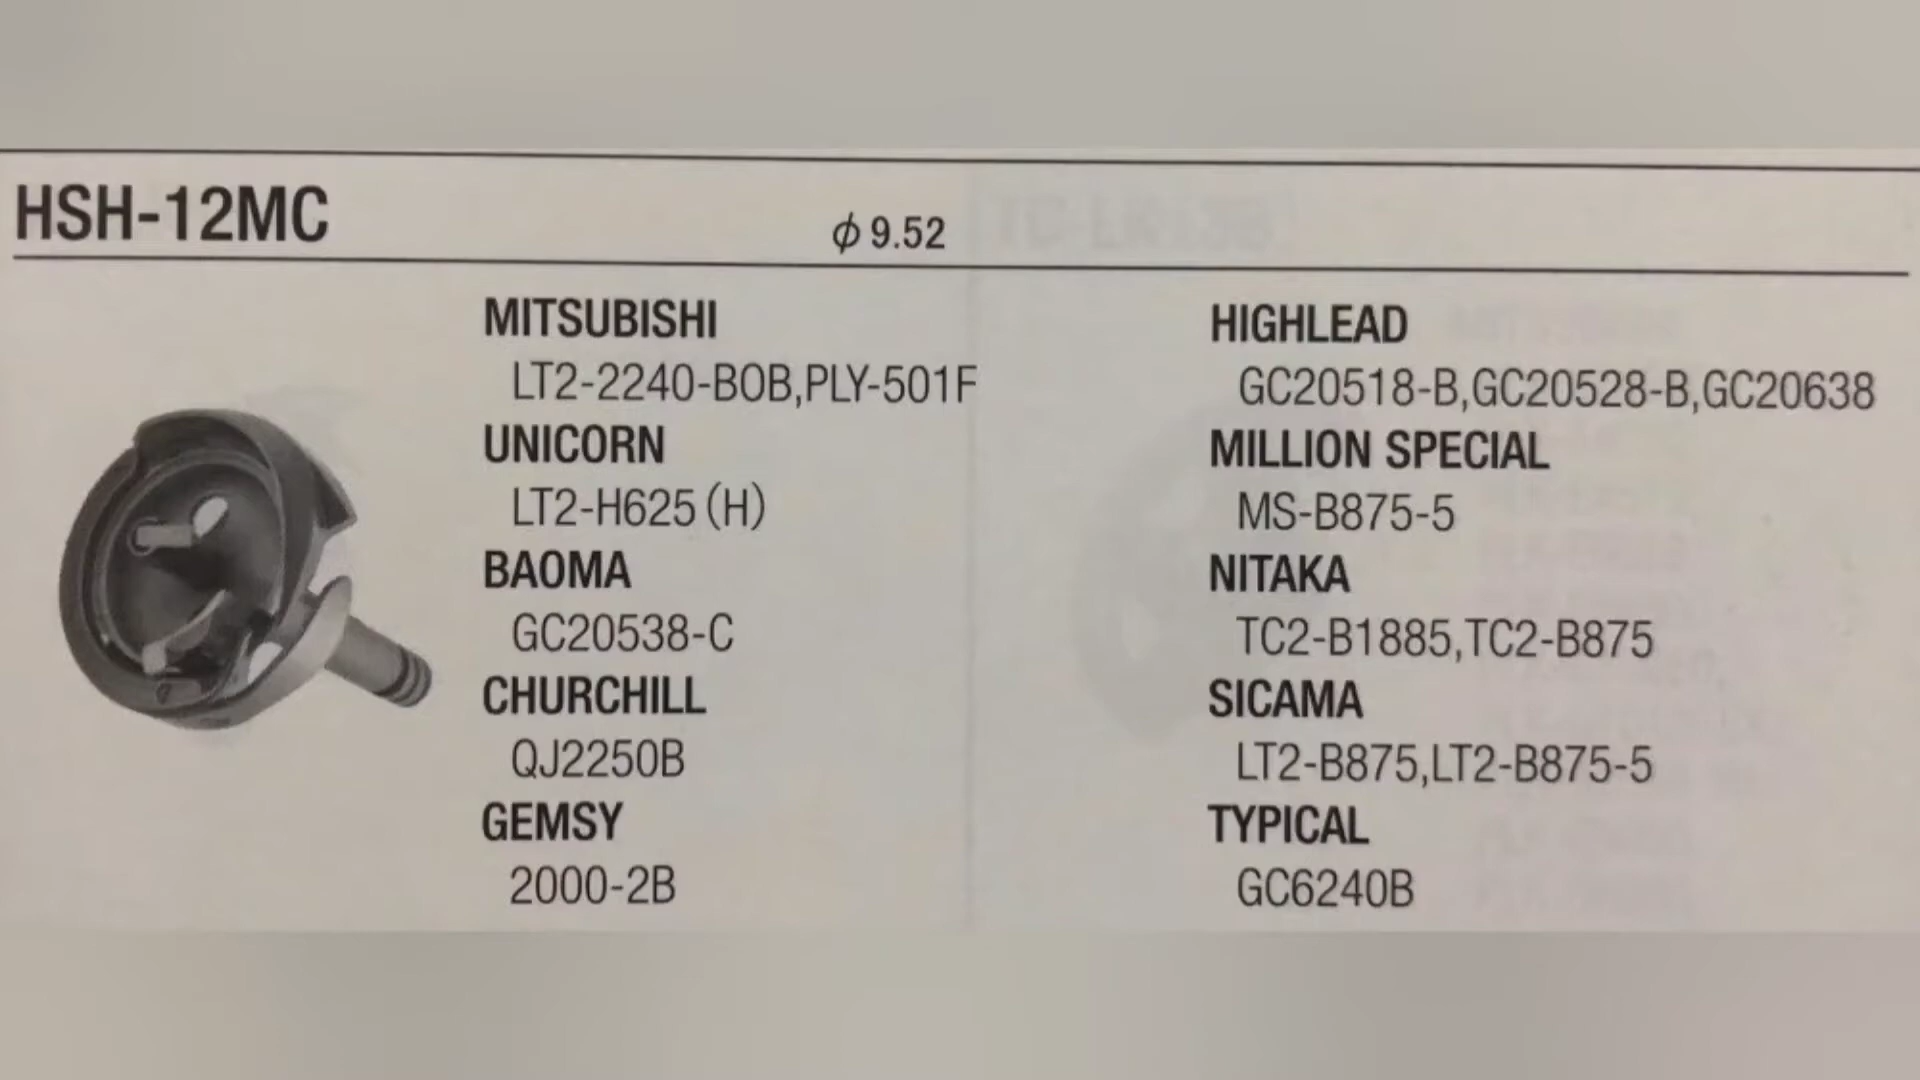 HSH-12MC
φ9.52
MITSUBISHI
LT2-2240-BOB,PLY-501F
UNICORN
LT2-H625(H)
BAOMA
GC20538-C
CHURCHILL
QJ2250B
GEMSY
2000-2B
HIGHLEAD
GC20518-B,GC20528-B,GC20638
MILLION SPECIAL
MS-B875-5
NITAKA
TC2-B1885,TC2-B875
SICAMA
LT2-B875,LT2-B875-5
TYPICAL
GC6240B